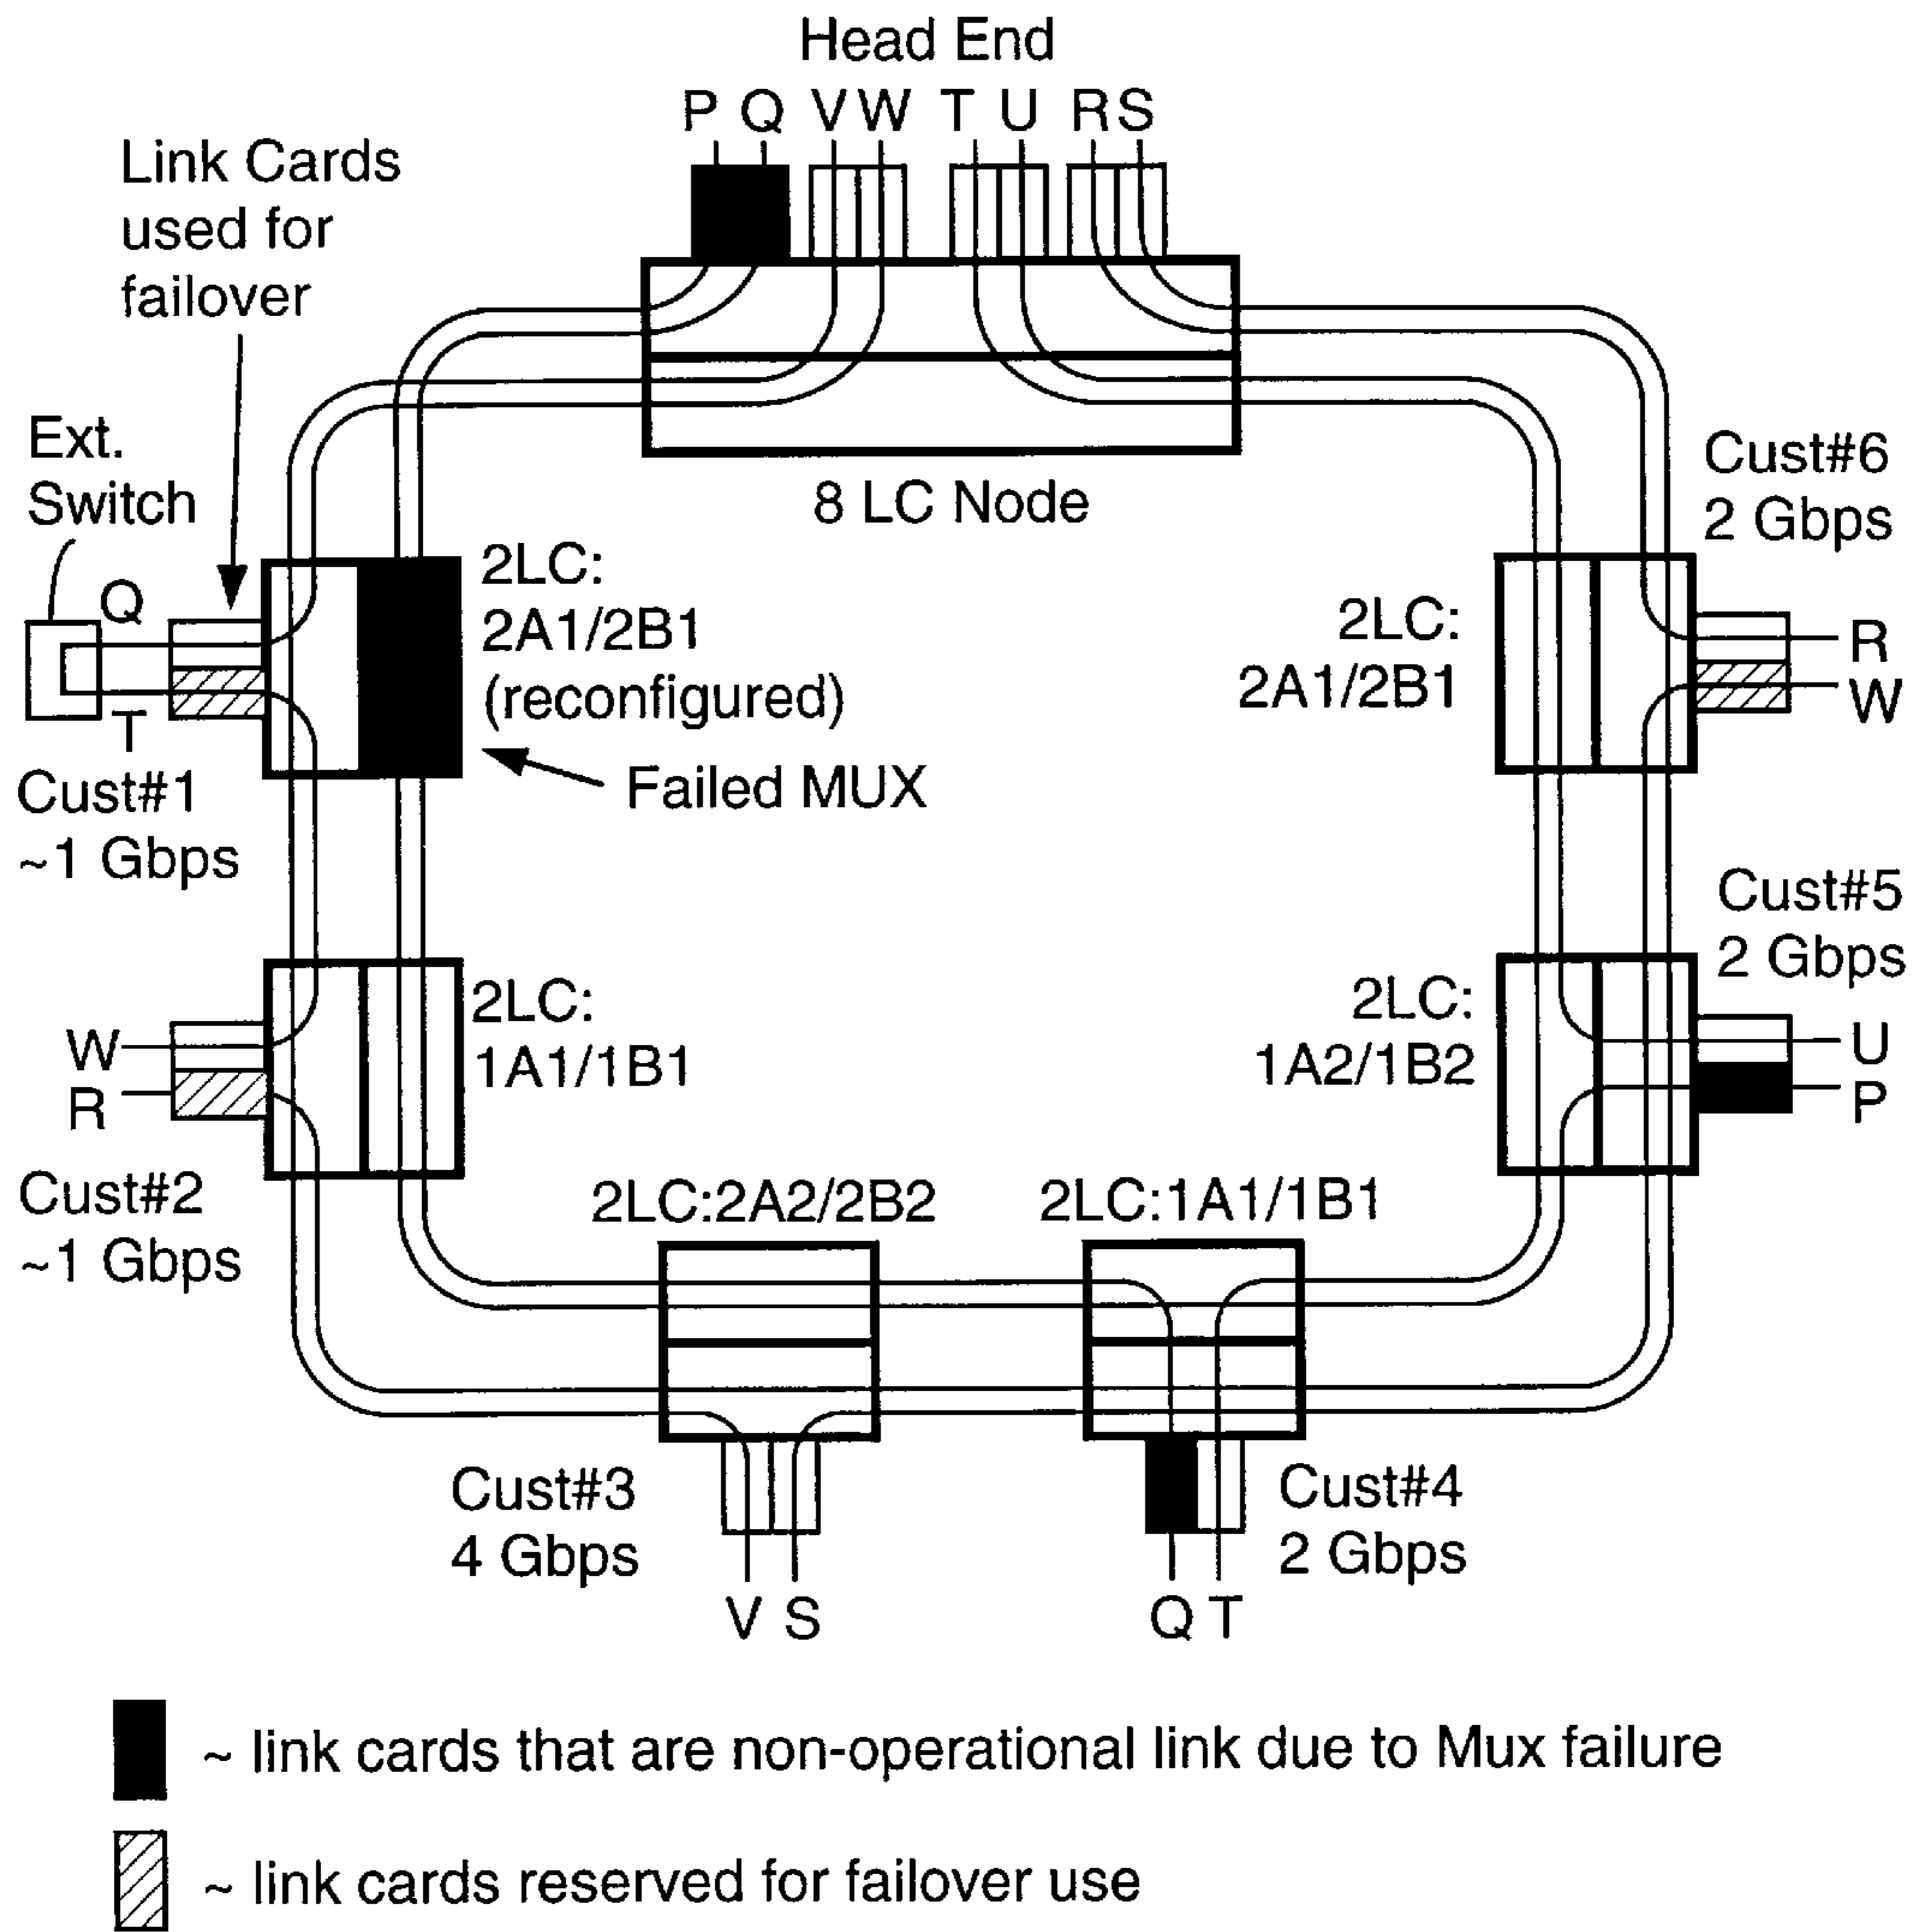 Head End
P Q V W T U R S
Link Cards
used for
failover
Ext.
Switch
8 LC Node
Cust#6
2 Gbps
Q
T
2LC:
2A1/2B1
(reconfigured)
Failed MUX
Cust#1
~1 Gbps
2LC:
2A1/2B1
R
W
Cust#5
2 Gbps
W
R
2LC:
1A1/1B1
2LC:
1A2/1B2
U
P
Cust#2
~1 Gbps
2LC:2A2/2B2
2LC:1A1/1B1
Cust#3
4 Gbps
Cust#4
2 Gbps
V S
Q T
~ link cards that are non-operational link due to Mux failure
~ link cards reserved for failover use